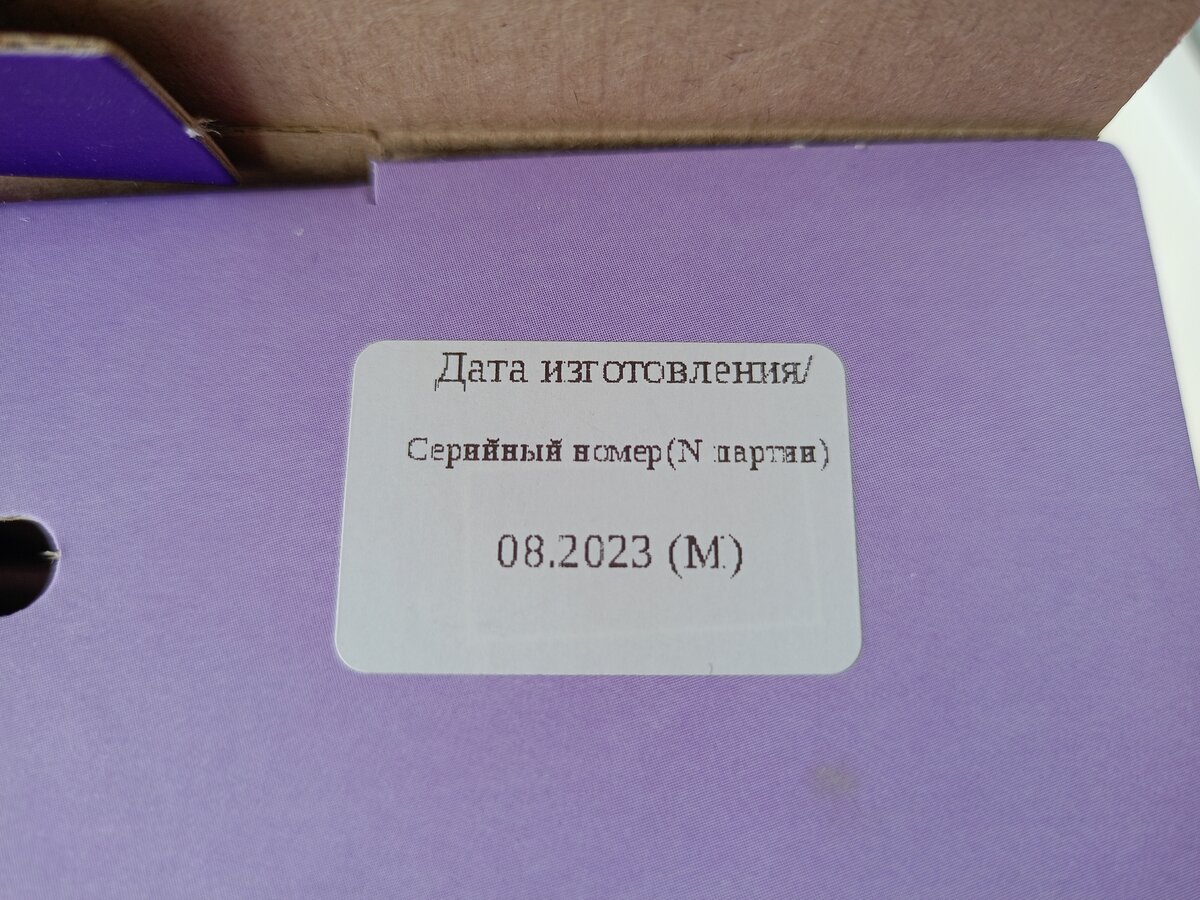 Дата изготовления/
Серийный номер(N партии)
08.2023 (М)